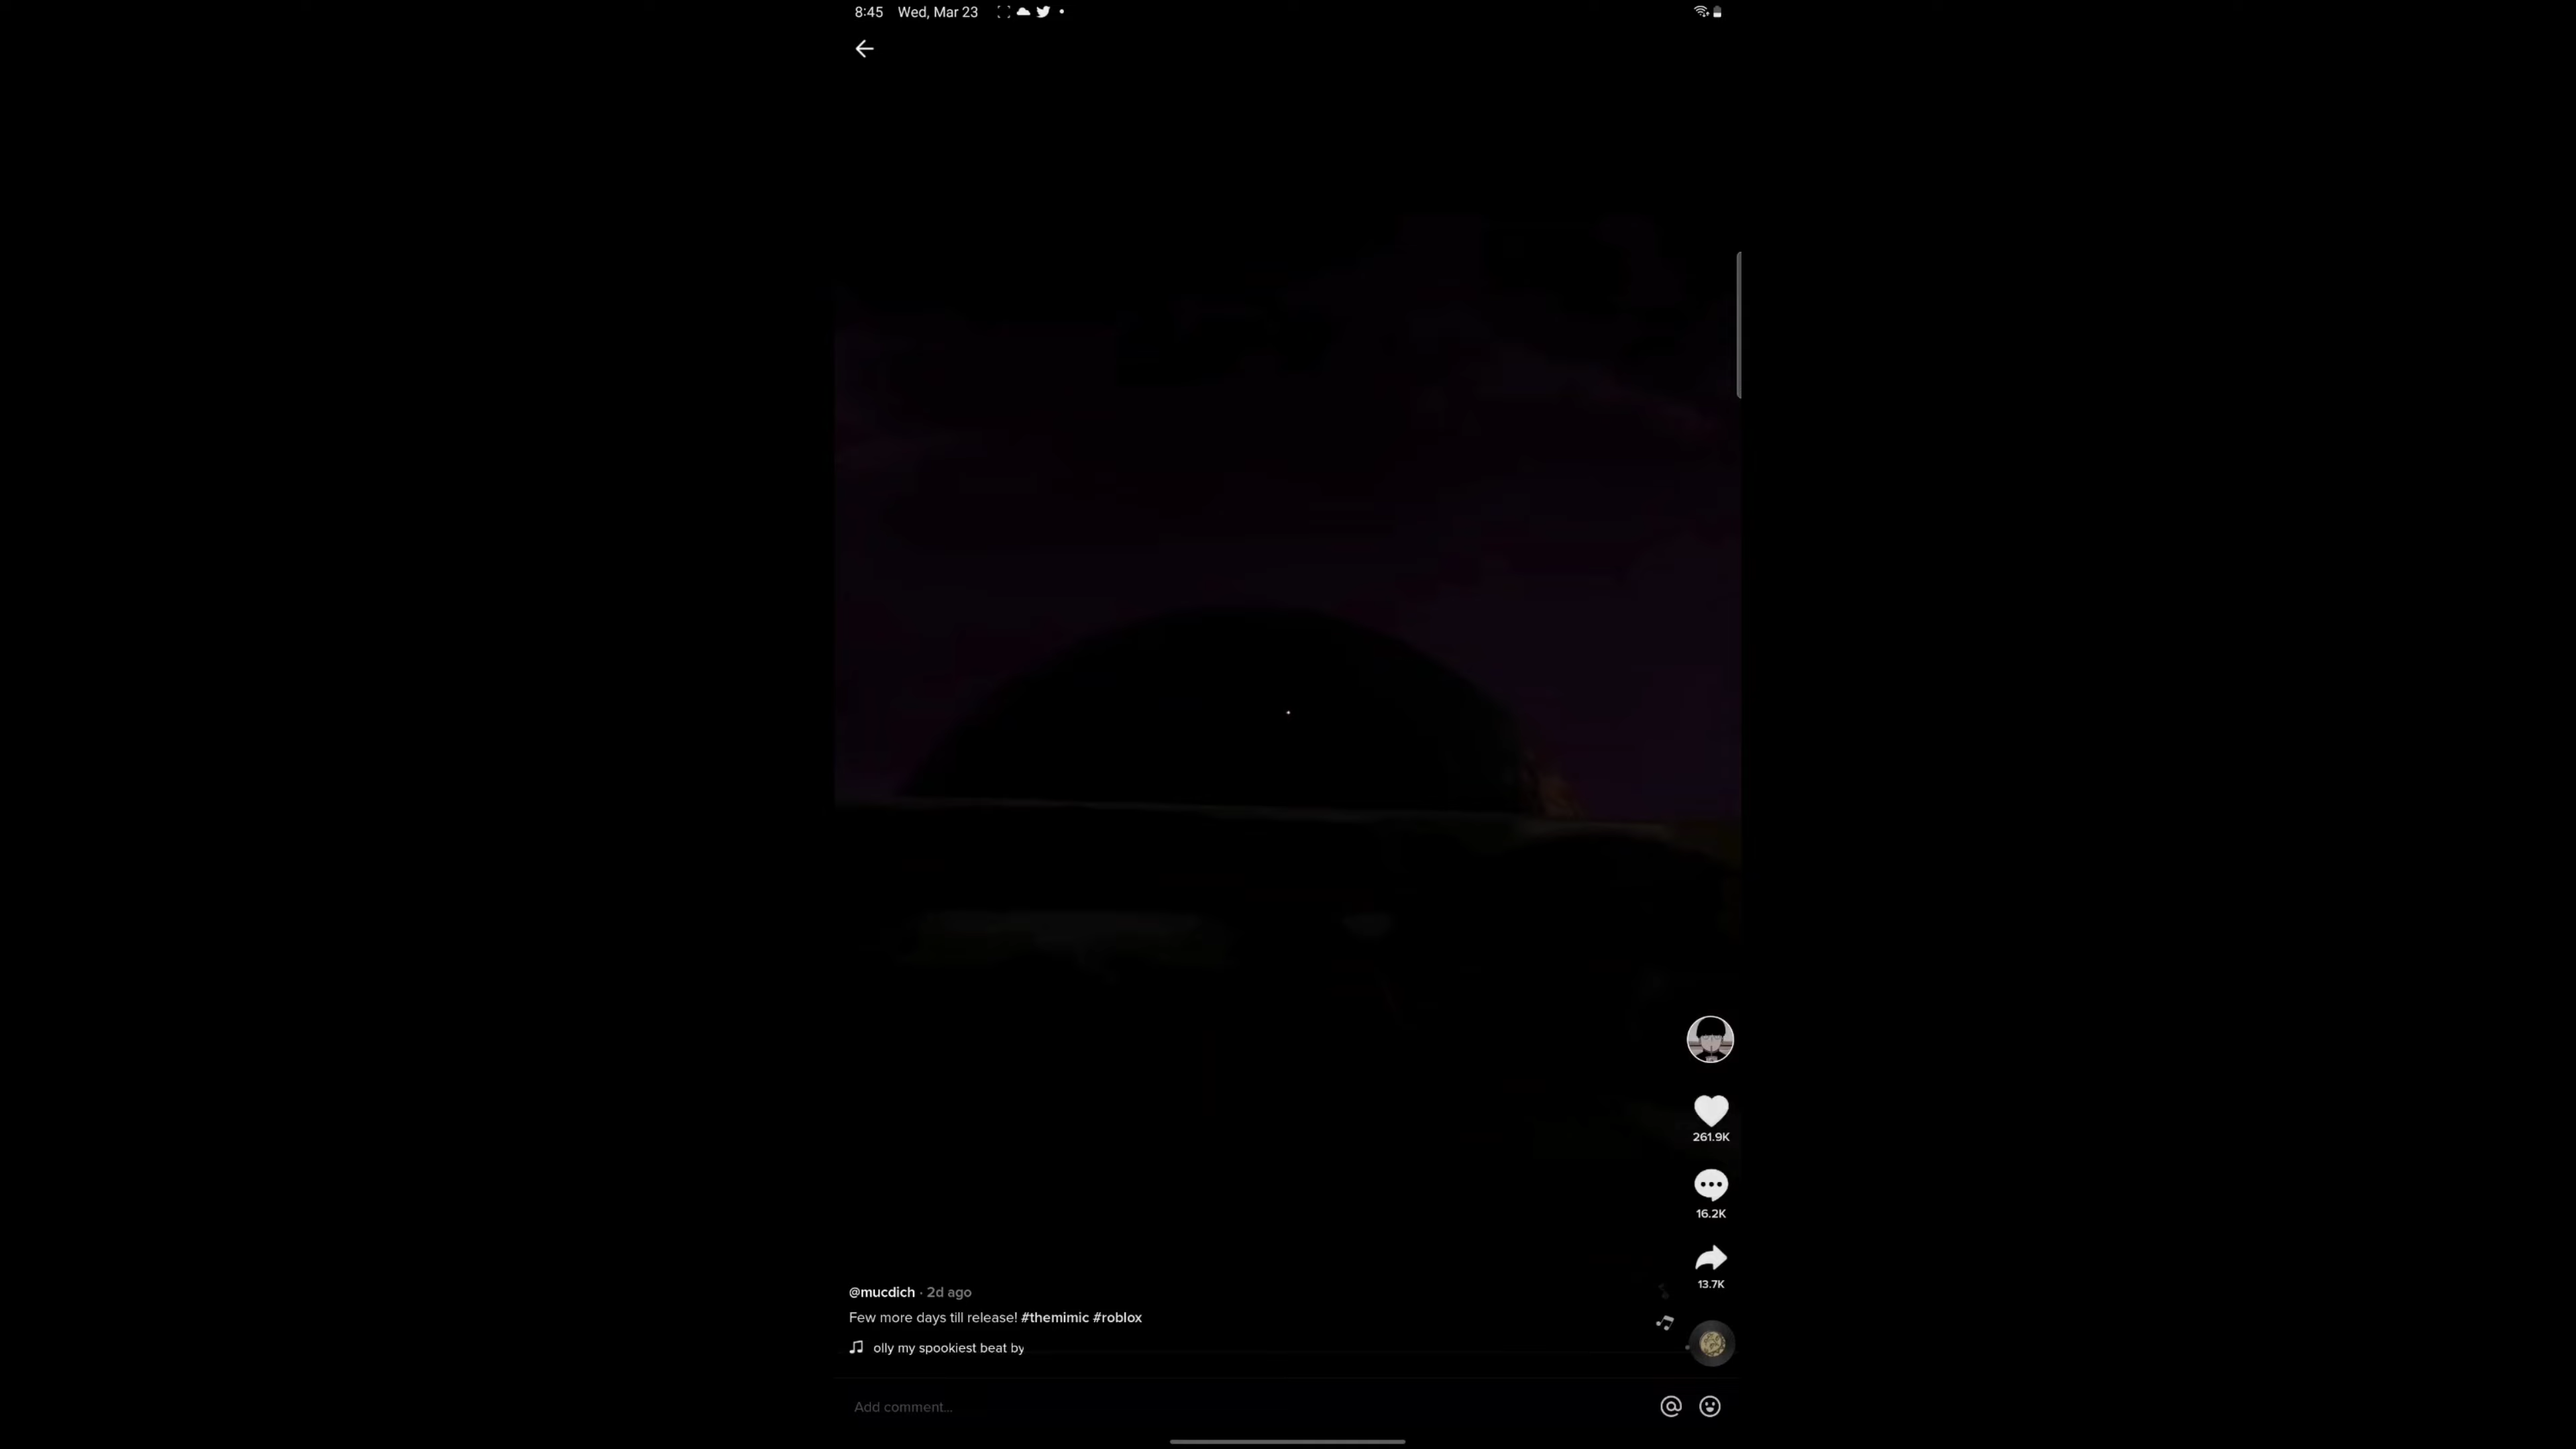 8:45 Wed, Mar 23
261.9K
16.2K
13.7K
@mucdich · 2d ago
Few more days till release! #themimic #roblox
olly my spookiest beat by
Add comment...